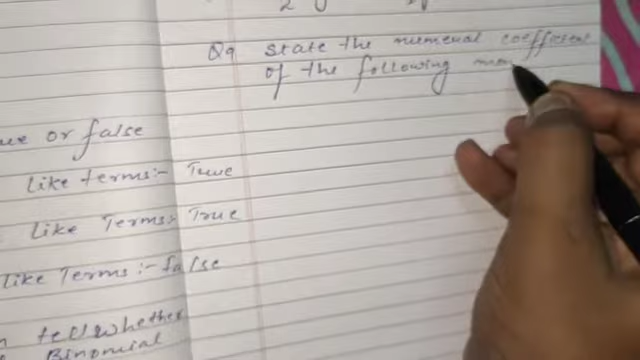 Q9 state the numeral coefficient
of the following
ue or false
like terms:- True
like Terms:- True
like Terms:- false
tell whether
Binomial